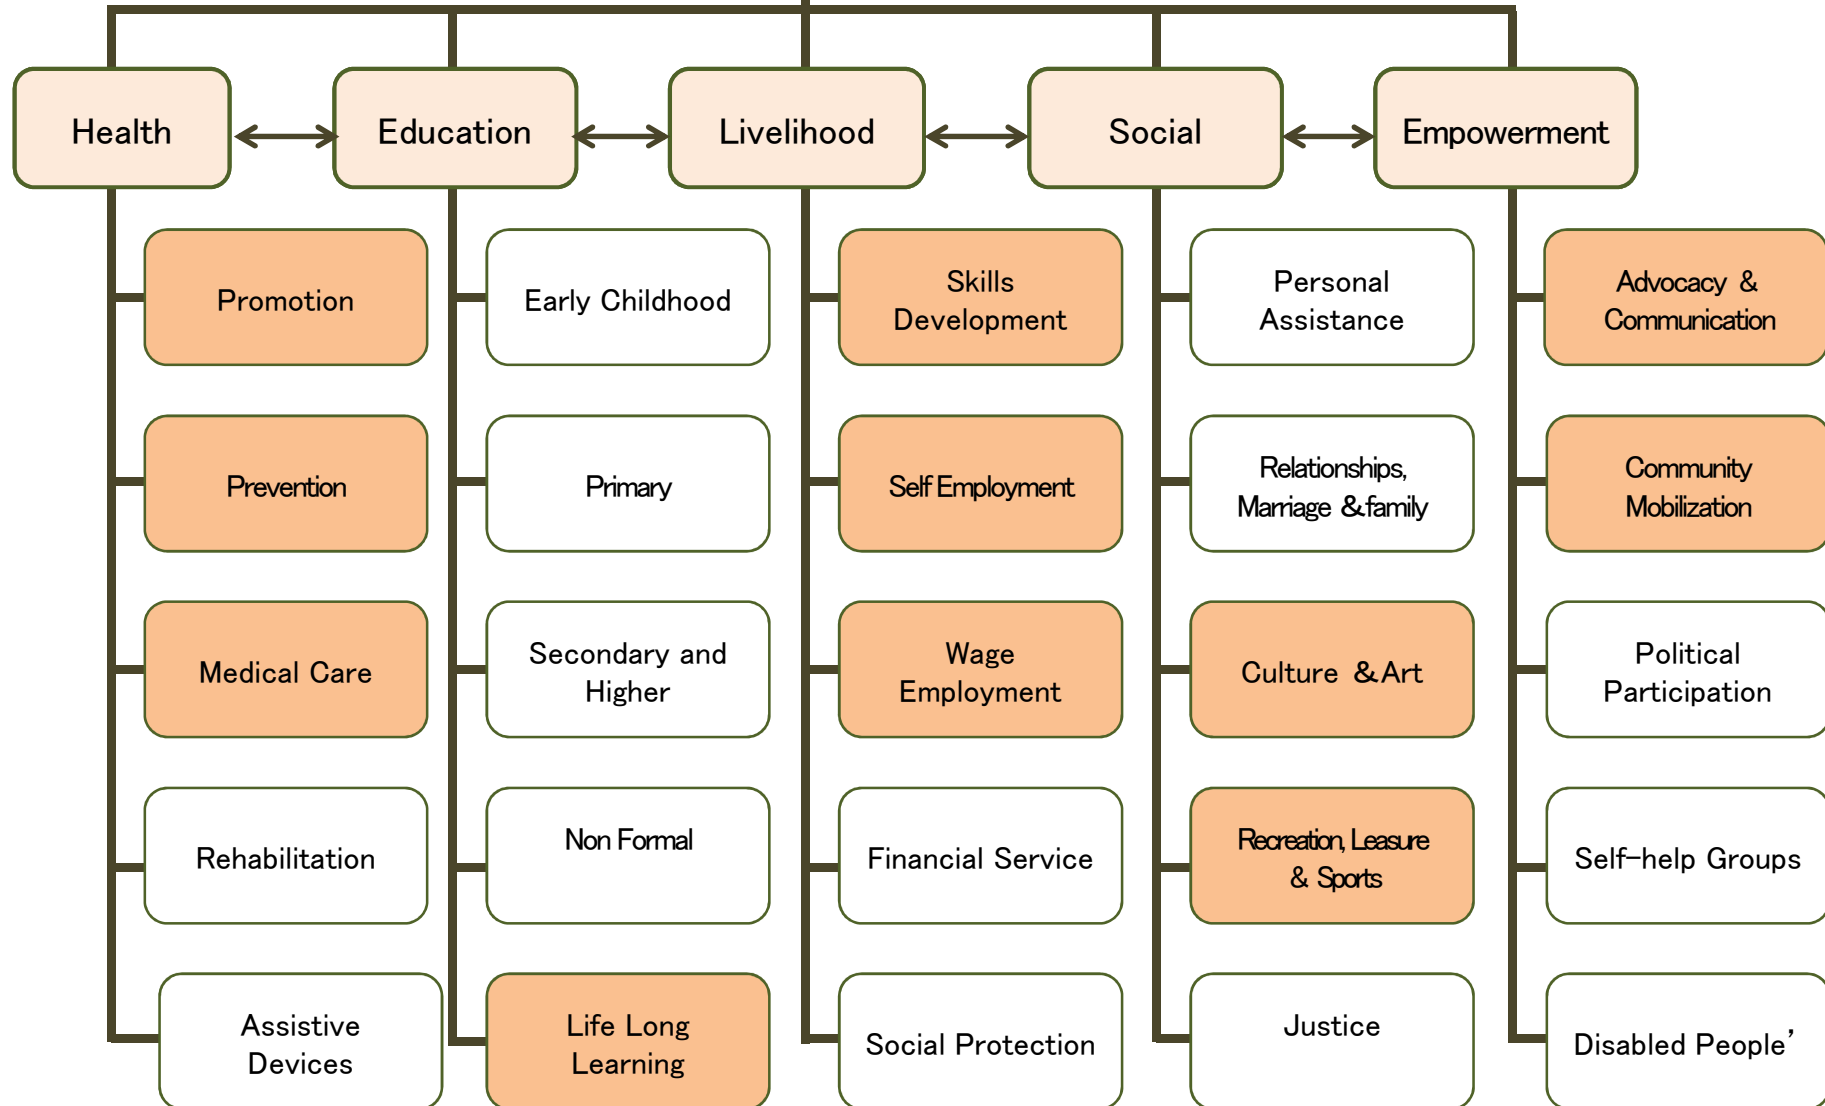 Health
Education
Livelihood
Social
Empowerment
Promotion
Early Childhood
Skills
Development
Personal
Assistance
Advocacy &
Communication
Prevention
Primary
Self Employment
Relationships,
Marriage &family
Community
Mobilization
Medical Care
Secondary and
Higher
Wage
Employment
Culture &Art
Political
Participation
Rehabilitation
Non Formal
Financial Service
Recreation, Leasure
& Sports
Self-help Groups
Assistive
Devices
Life Long
Learning
Social Protection
Justice
Disabled People’